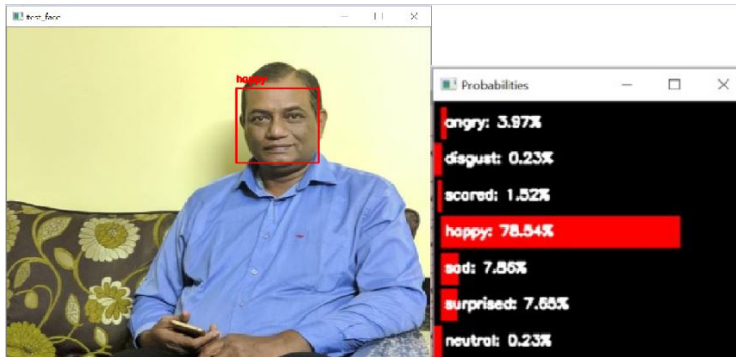 test_face
happy
Probabilities
angry: 3.97%
disgust: 0.23%
scared: 1.52%
happy: 78.54%
sad: 7.86%
surprised: 7.65%
neutral: 0.23%